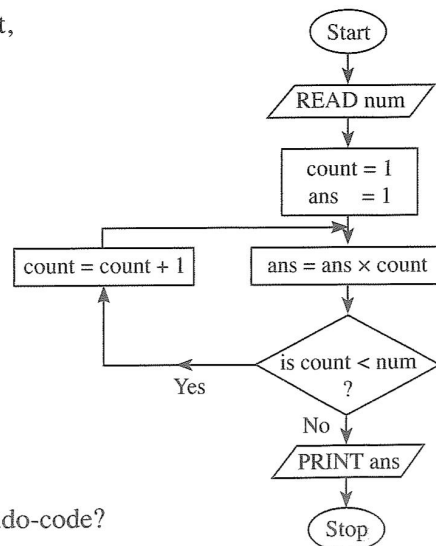 t,
Start
READ num
count = 1
ans = 1
count = count + 1
ans = ans × count
is count < num
?
Yes
No
PRINT ans
do-code?
Stop